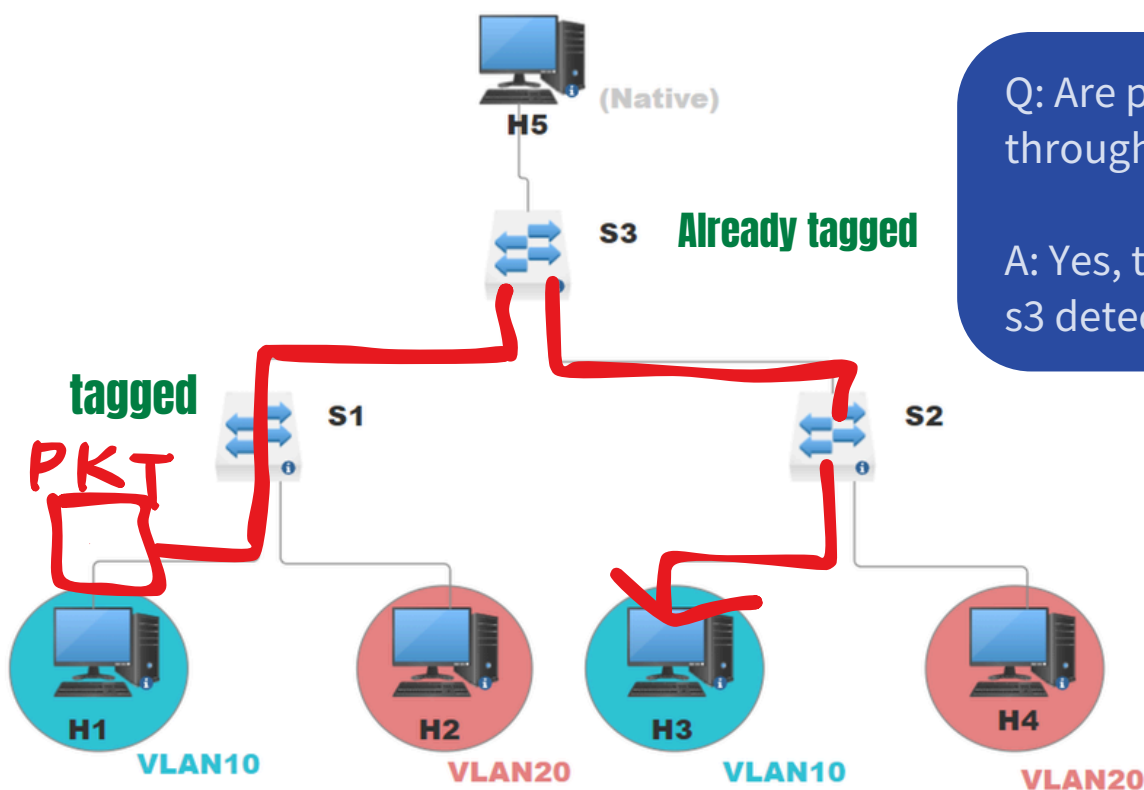 (Native)
H5
Q: Are
through
S3
Already tagged
A: Yes,
s3
tagged
S1
S2
PKT
H1
H2
H3
H4
VLAN10
VLAN20
VLAN10
VLAN20